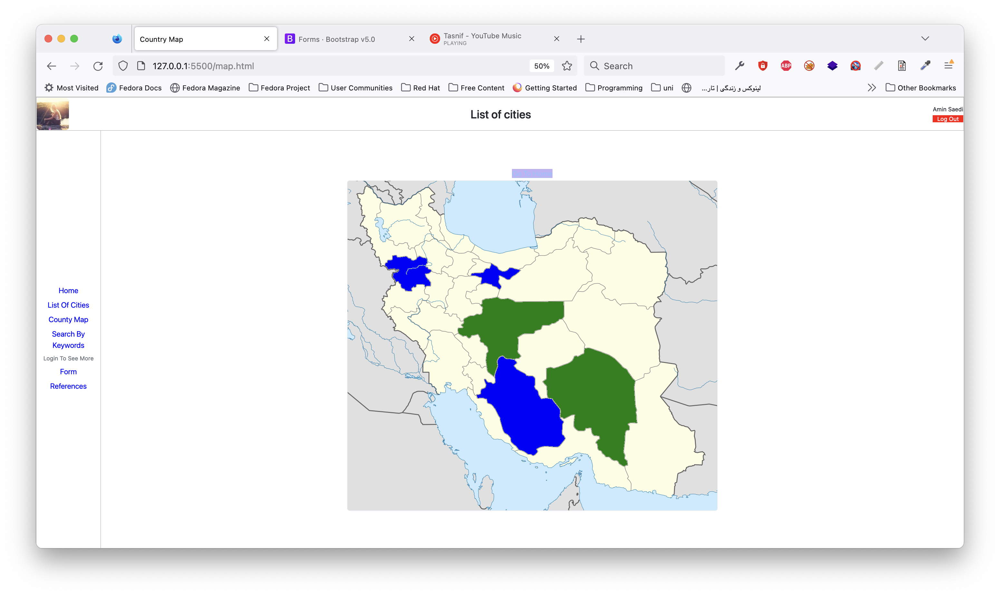 Country Map
Forms · Bootstrap v5.0
Tasnif - YouTube Music
PLAYING
127.0.0.1:5500/map.html
50%
Search
ABP
Most Visited
Fedora Docs
Fedora Magazine
Fedora Project
User Communities
Red Hat
Free Content
Getting Started
Programming
uni
لینوکس و زندگی | تار...
Other Bookmarks
List of cities
Amin Saedi
Log Out
Home
List Of Cities
County Map
Search By
Keywords
Login To See More
Form
References